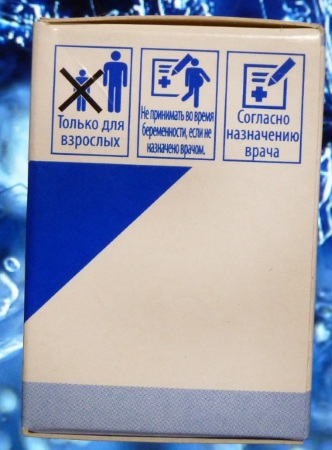 Только для
взрослых
Не принимать во время
беременности, если не
назначено врачом.
Согласно
назначению
врача